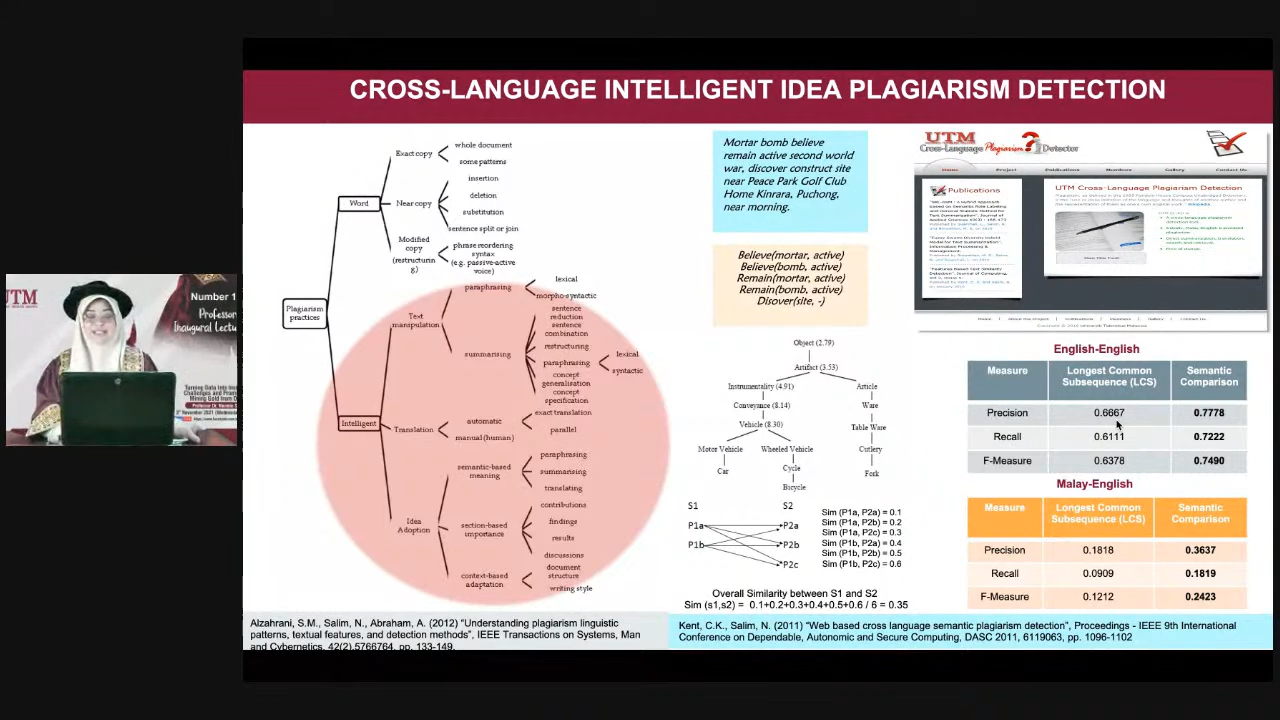 CROSS-LANGUAGE INTELLIGENT IDEA PLAGIARISM DETECTION
Plagiarism
practices
Word
Exact copy
whole document
some patterns
Near copy
insertion
deletion
substitution
sentence split or join
Modified
copy
(restructurin
g)
phrase reordering
syntax
(e.g. passive-active
voice)
Intelligent
Text
manipulation
paraphrasing
lexical
morpho-syntactic
summarising
sentence
reduction
sentence
combination
restructuring
paraphrasing
lexical
syntactic
concept
generalisation
concept
specification
Translation
automatic
manual (human)
exact translation
parallel
Idea
Adoption
semantic-based
meaning
paraphrasing
summarising
translating
section-based
importance
contributions
findings
results
discussions
context-based
adaptation
document
structure
writing style
Mortar bomb believe
remain active second world
war, discover construct site
near Peace Park Golf Club
Home Kinrara, Puchong,
near morning.
Believe(mortar, active)
Believe(bomb, active)
Remain(mortar, active)
Remain(bomb, active)
Disover(site, -)
Object (2.79)
Artifact (3.53)
Instrumentality (4.91)
Article
Conveyance (8.14)
Ware
Vehicle (8.30)
Table Ware
Motor Vehicle
Wheeled Vehicle
Cutlery
Car
Cycle
Fork
Bicycle
S1
S2
P1a
P1b
P2a
P2b
P2c
Sim (P1a, P2a) = 0.1
Sim (P1a, P2b) = 0.2
Sim (P1a, P2c) = 0.3
Sim (P1b, P2a) = 0.4
Sim (P1b, P2b) = 0.5
Sim (P1b, P2c) = 0.6
Overall Similarity between S1 and S2
Sim (s1,s2) = 0.1+0.2+0.3+0.4+0.5+0.6 / 6 = 0.35
UTM
Cross-Language Plagiarism Detector
Home Project Publications Members Gallery Contact Us
Publications
UTM Cross-Language Plagiarism Detection
English-English
Measure Longest Common Subsequence (LCS) Semantic Comparison
Precision 0.6667 0.7778
Recall 0.6111 0.7222
F-Measure 0.6378 0.7490
Malay-English
Measure Longest Common Subsequence (LCS) Semantic Comparison
Precision 0.1818 0.3637
Recall 0.0909 0.1819
F-Measure 0.1212 0.2423
Alzahrani, S.M., Salim, N., Abraham, A. (2012) “Understanding plagiarism linguistic
patterns, textual features, and detection methods”, IEEE Transactions on Systems, Man
and Cybernetics, 42(2),5766764, pp. 133-149.
Kent, C.K., Salim, N. (2011) “Web based cross language semantic plagiarism detection”, Proceedings - IEEE 9th International
Conference on Dependable, Autonomic and Secure Computing, DASC 2011, 6119063, pp. 1096-1102
UTM
Number 1
Professor
Inaugural Lectu